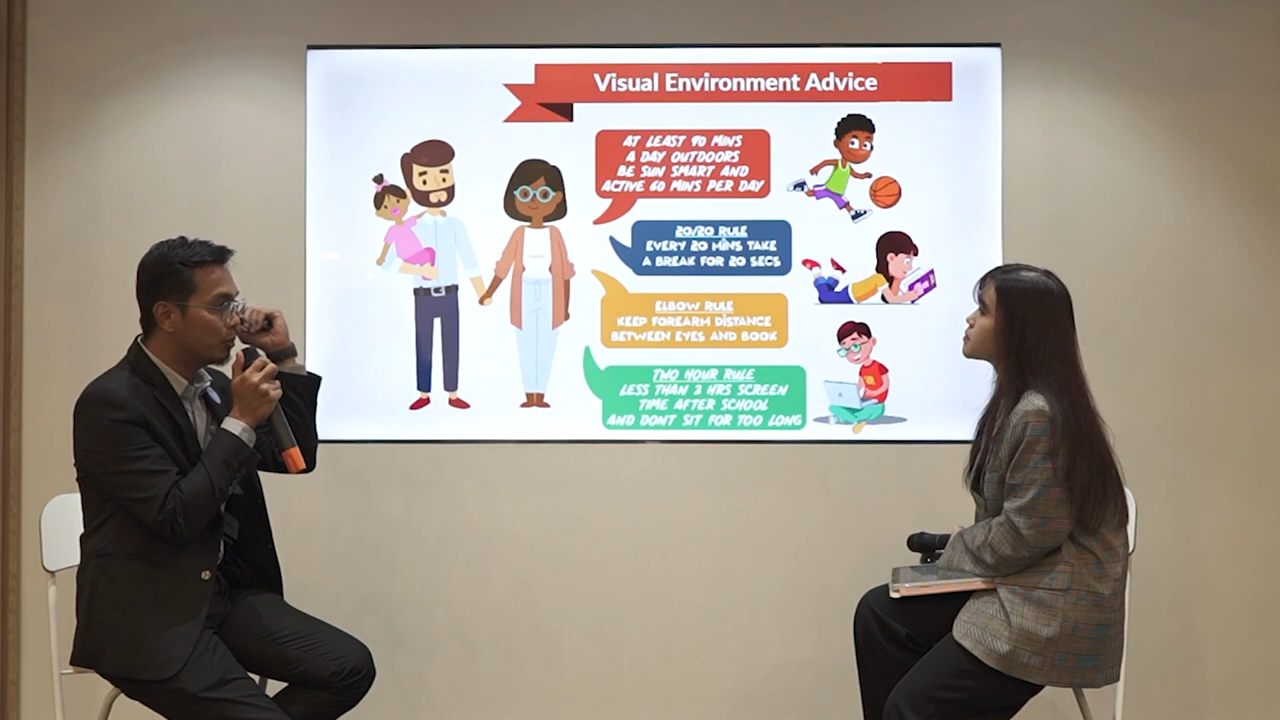 Visual Environment Advice
AT LEAST 90 MINS
A DAY OUTDOORS
BE SUN SMART AND
ACTIVE 60 MINS PER DAY
20/20 RULE
EVERY 20 MINS TAKE
A BREAK FOR 20 SECS
ELBOW RULE
KEEP FOREARM DISTANCE
BETWEEN EYES AND BOOK
TWO HOUR RULE
LESS THAN 2 HRS SCREEN
TIME AFTER SCHOOL
AND DONT SIT FOR TOO LONG